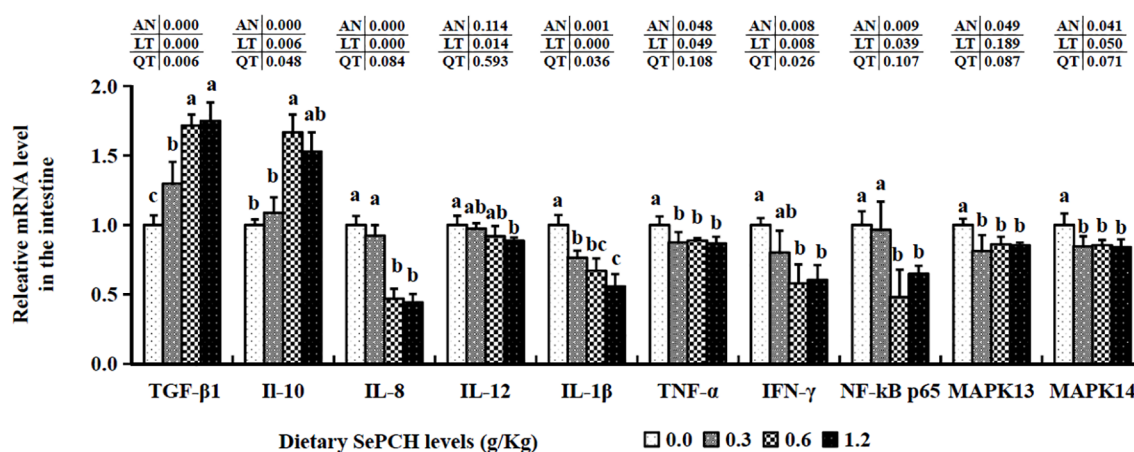 AN 0.000 AN 0.000 AN 0.000 AN 0.114 AN 0.001 AN 0.048 AN 0.008 AN 0.009 AN 0.049 AN 0.041
LT 0.000 LT 0.006 LT 0.000 LT 0.014 LT 0.000 LT 0.049 LT 0.008 LT 0.039 LT 0.189 LT 0.050
QT 0.006 QT 0.048 QT 0.084 QT 0.593 QT 0.036 QT 0.108 QT 0.026 QT 0.107 QT 0.087 QT 0.071
Releative mRNA level
in the intestine
2.0
1.5
1.0
0.5
0.0
c b a a b b a ab a a b b a ab ab b a b bc c a b b b a ab b b a a b b a b b b a b b b
TGF-β1 Il-10 IL-8 IL-12 IL-1β TNF-α IFN-γ NF-kB p65 MAPK13 MAPK14
Dietary SePCH levels (g/Kg) 0.0 0.3 0.6 1.2